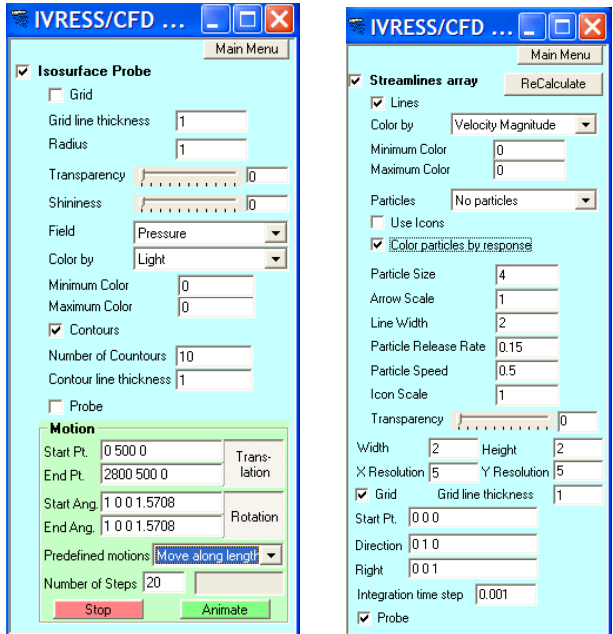 IVRESS/CFD ...
Main Menu
Isosurface Probe
Grid
Grid line thickness 1
Radius 1
Transparency 0
Shininess 0
Field Pressure
Color by Light
Minimum Color 0
Maximum Color 0
Contours
Number of Countours 10
Contour line thickness 1
Probe
Motion
Start Pt. 0 500 0
End Pt. 2800 500 0
Trans-
lation
Start Ang. 1 0 0 1.5708
End Ang. 1 0 0 1.5708
Rotation
Predefined motions Move along length
Number of Steps 20
Stop Animate
IVRESS/CFD ...
Main Menu
Streamlines array ReCalculate
Lines
Color by Velocity Magnitude
Minimum Color 0
Maximum Color 0
Particles No particles
Use Icons
Color particles by response
Particle Size 4
Arrow Scale 1
Line Width 2
Particle Release Rate 0.15
Particle Speed 0.5
Icon Scale 1
Transparency 0
Width 2 Height 2
X Resolution 5 Y Resolution 5
Grid Grid line thickness 1
Start Pt. 0 0 0
Direction 0 1 0
Right 0 0 1
Integration time step 0.001
Probe